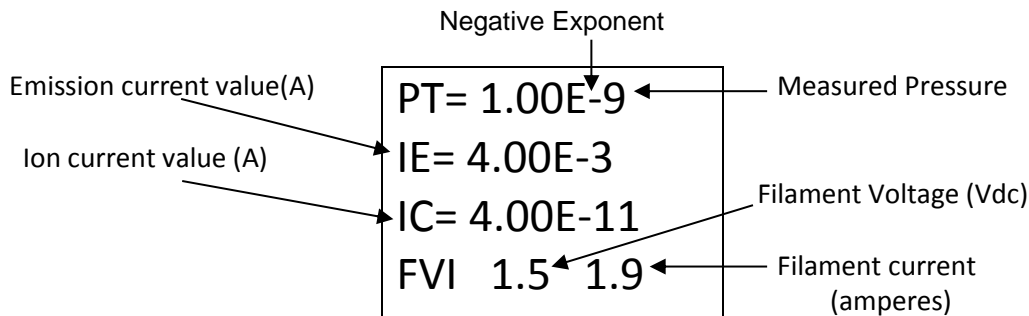 Negative Exponent
Emission current value(A)
PT= 1.00E-9
Measured Pressure
Ion current value (A)
IE= 4.00E-3
IC= 4.00E-11
Filament Voltage (Vdc)
FVI 1.5 1.9
Filament current
(amperes)